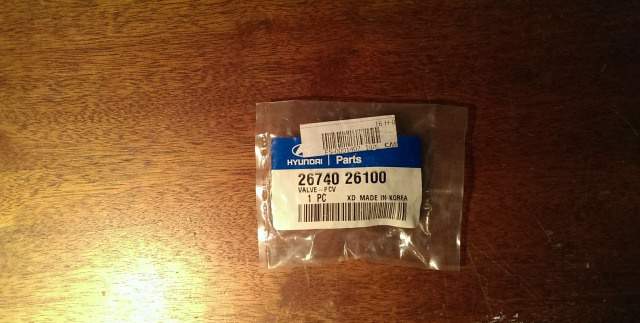 HYUNDAI Parts
26740 26100
VALVE-PCV
1 PC XD MADE IN KOREA